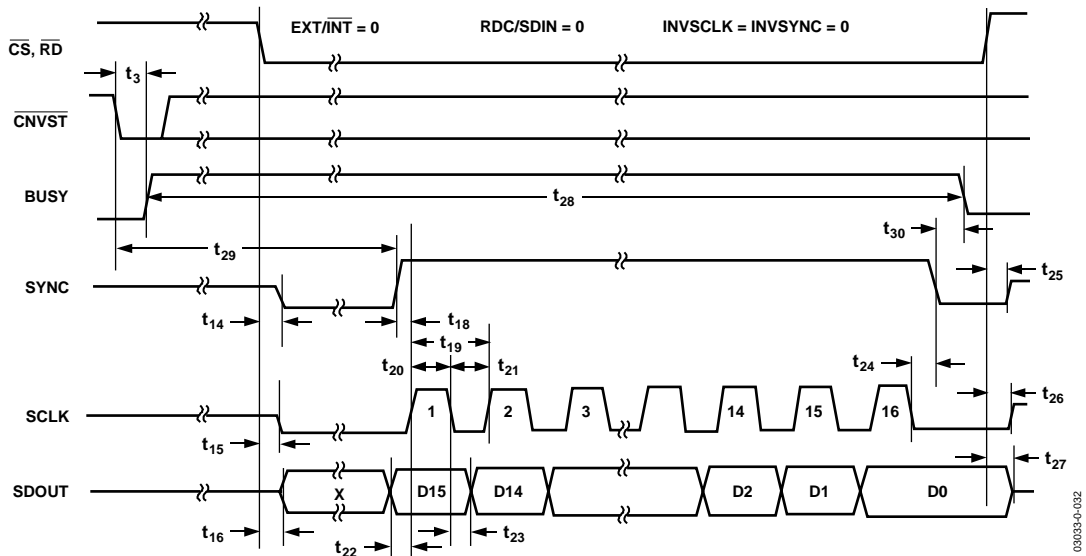 EXT/INT = 0 RDC/SDIN = 0 INVSCLK = INVSYNC = 0
CS, RD
t3
CNVST
BUSY
t28
t30
t29
t25
SYNC
t14
t18
t19
t20
t21
t24
t26
SCLK
1 2 3 14 15 16
t15
t27
SDOUT
X D15 D14 D2 D1 D0
t16
t22
t23
03033-0-032